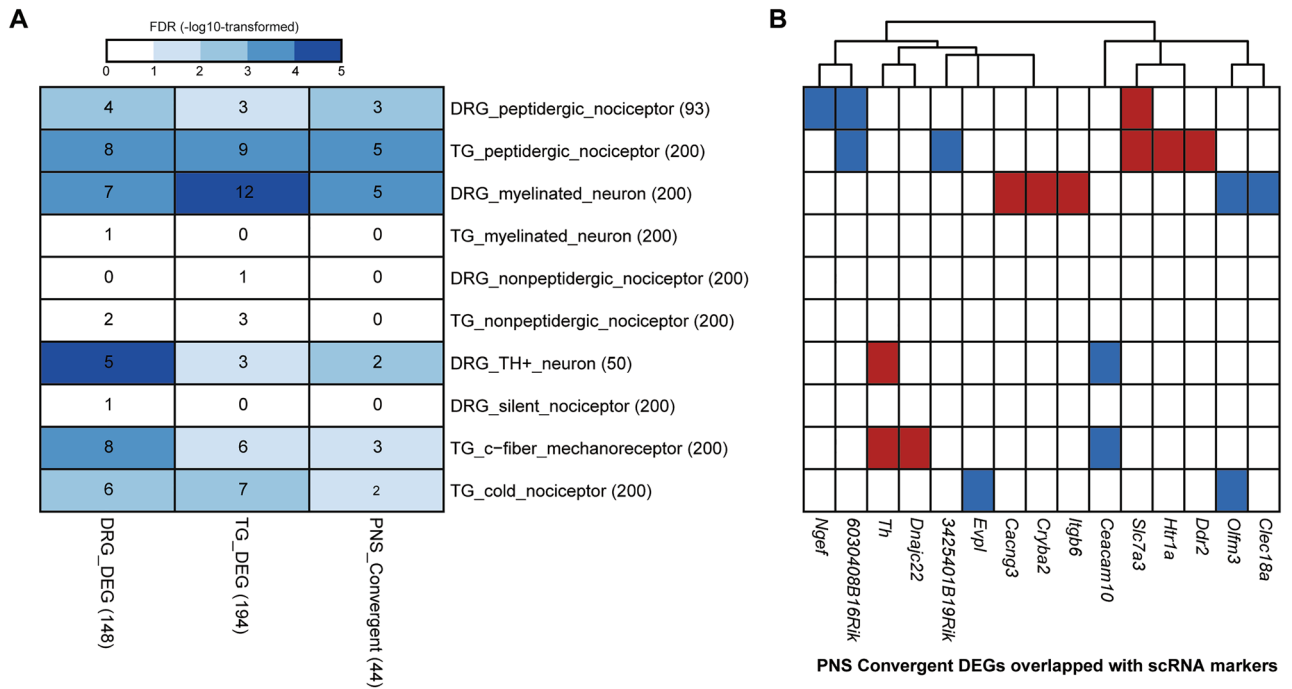 A
FDR (-log10-transformed)
0 1 2 3 4 5
4 3 3 DRG_peptidergic_nociceptor (93)
8 9 5 TG_peptidergic_nociceptor (200)
7 12 5 DRG_myelinated_neuron (200)
1 0 0 TG_myelinated_neuron (200)
0 1 0 DRG_nonpeptidergic_nociceptor (200)
2 3 0 TG_nonpeptidergic_nociceptor (200)
5 3 2 DRG_TH+_neuron (50)
1 0 0 DRG_silent_nociceptor (200)
8 6 3 TG_c−fiber_mechanoreceptor (200)
6 7 2 TG_cold_nociceptor (200)
DRG_DEG (148)
TG_DEG (194)
PNS_Convergent (44)
B
Ngef
6030408B16Rik
Th
Dnajc22
3425401B19Rik
Evpl
Cacng3
Cryba2
Itgb6
Ceacam10
Slc7a3
Htr1a
Ddr2
Olfm3
Clec18a
PNS Convergent DEGs overlapped with scRNA markers